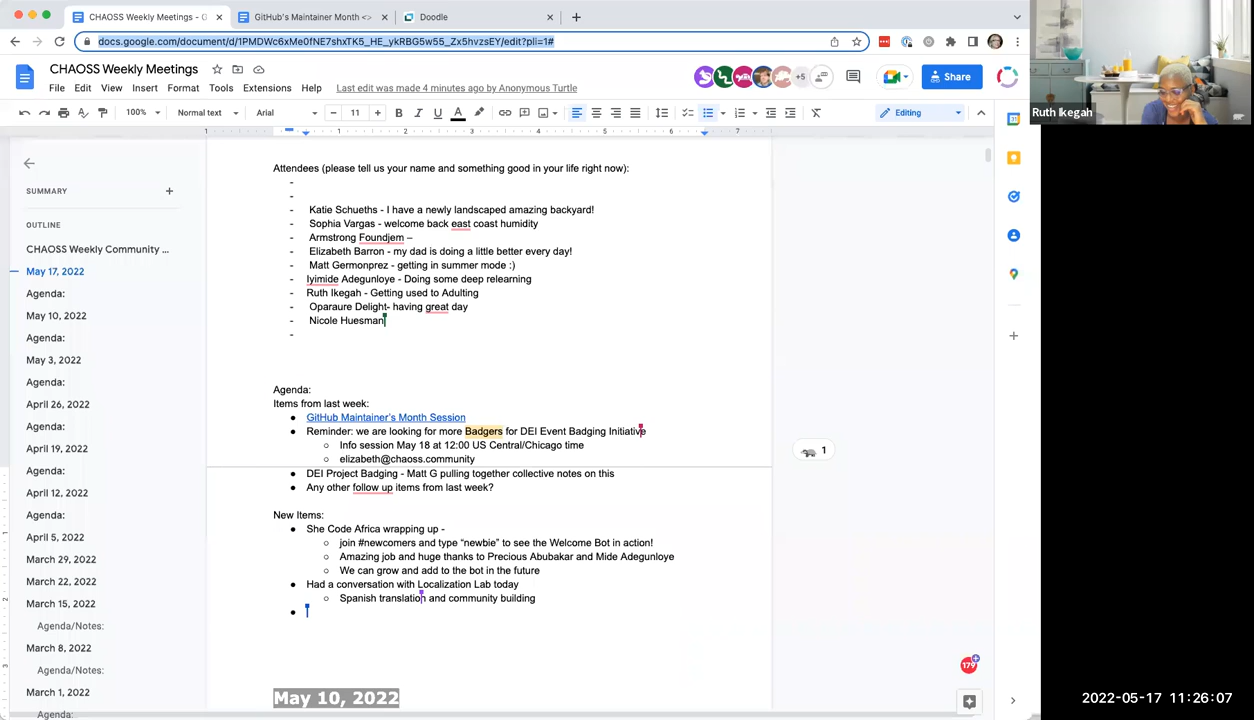 CHAOSS Weekly Meetings - G
GitHub's Maintainer Month <>
Doodle
docs.google.com/document/d/1PMDWc6xMe0fNE7shxTK5_HE_ykRBG5w55_Zx5hvzsEY/edit?pli=1#
CHAOSS Weekly Meetings
File Edit View Insert Format Tools Extensions Help
Last edit was made 4 minutes ago by Anonymous Turtle
+5
Share
100% Normal text Arial 11 Editing
1 1 2 3 4 5 6 7
SUMMARY
OUTLINE
CHAOSS Weekly Community ...
May 17, 2022
Agenda:
May 10, 2022
Agenda:
May 3, 2022
Agenda:
April 26, 2022
Agenda:
April 19, 2022
Agenda:
April 12, 2022
Agenda:
April 5, 2022
March 29, 2022
March 22, 2022
March 15, 2022
Agenda/Notes:
March 8, 2022
Agenda/Notes:
March 1, 2022
Agenda:
Attendees (please tell us your name and something good in your life right now):
-
-
- Katie Schueths - I have a newly landscaped amazing backyard!
- Sophia Vargas - welcome back east coast humidity
- Armstrong Foundjem –
- Elizabeth Barron - my dad is doing a little better every day!
- Matt Germonprez - getting in summer mode :)
- Iyimide Adegunloye - Doing some deep relearning
- Ruth Ikegah - Getting used to Adulting
- Oparaure Delight- having great day
- Nicole Huesman
-
Agenda:
Items from last week:
● GitHub Maintainer's Month Session
● Reminder: we are looking for more Badgers for DEI Event Badging Initiative
○ Info session May 18 at 12:00 US Central/Chicago time
○ elizabeth@chaoss.community
● DEI Project Badging - Matt G pulling together collective notes on this
● Any other follow up items from last week?
New Items:
● She Code Africa wrapping up -
○ join #newcomers and type “newbie” to see the Welcome Bot in action!
○ Amazing job and huge thanks to Precious Abubakar and Mide Adegunloye
○ We can grow and add to the bot in the future
● Had a conversation with Localization Lab today
○ Spanish translation and community building
●
May 10, 2022
1
179
Ruth Ikegah
2022-05-17 11:26:07